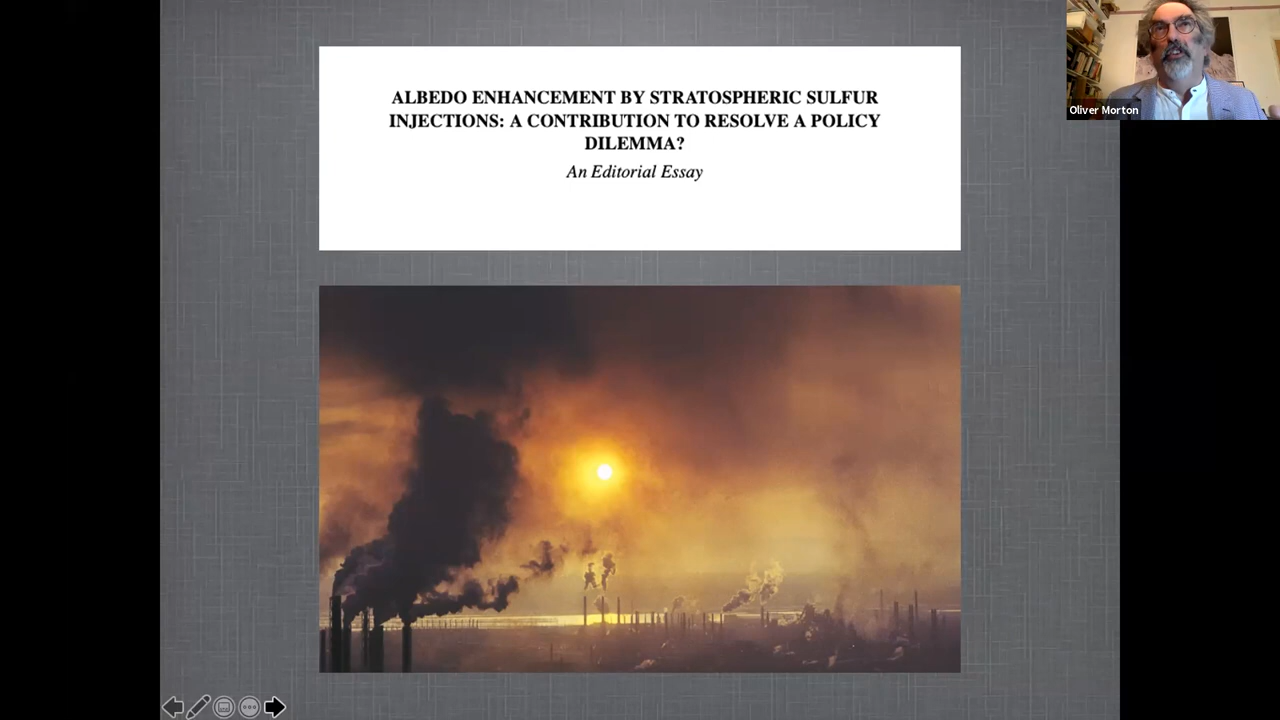 ALBEDO ENHANCEMENT BY STRATOSPHERIC SULFUR
INJECTIONS: A CONTRIBUTION TO RESOLVE A POLICY
DILEMMA?
An Editorial Essay
Oliver Morton